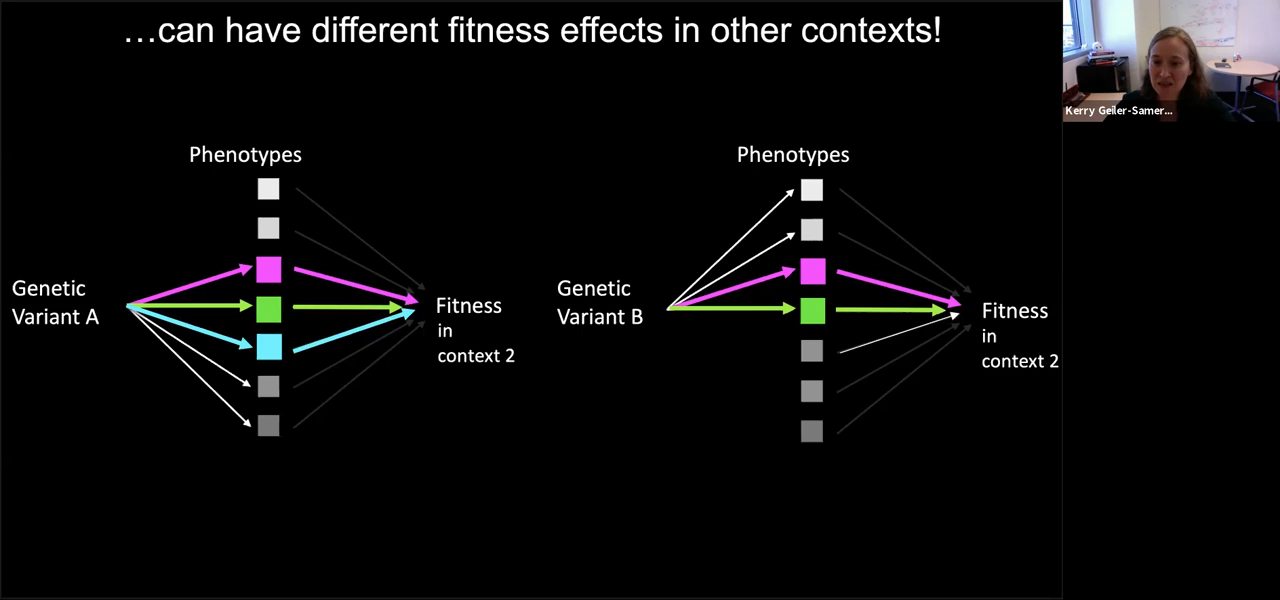 …can have different fitness effects in other contexts!
Kerry Geiler-Samer...
Phenotypes
Genetic
Variant A
Fitness
in
context 2
Phenotypes
Genetic
Variant B
Fitness
in
context 2